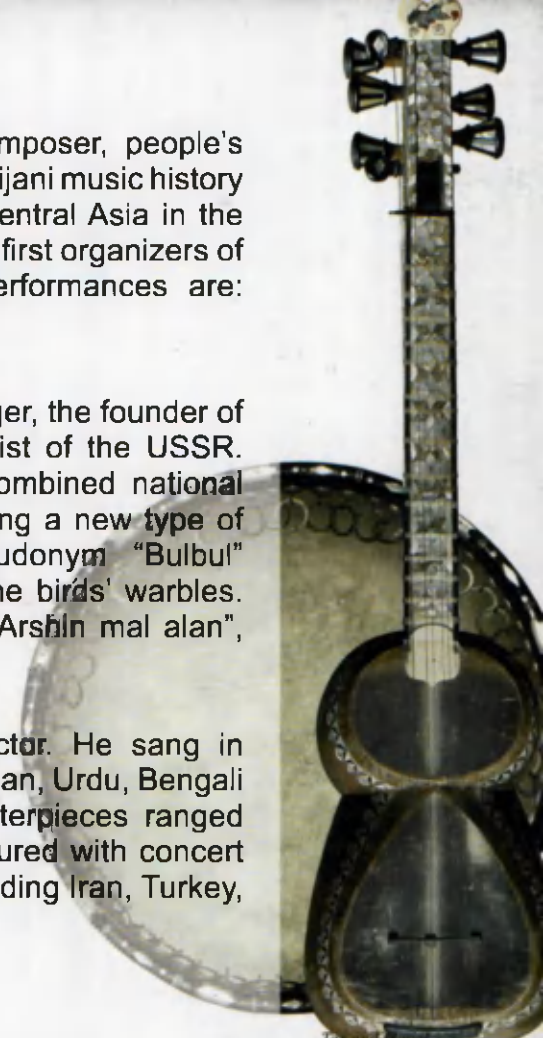 mposer, people's
ijani music history
entral Asia in the
first organizers of
erformances are:
ger, the founder of
ist of the USSR.
ombined national
ng a new type of
udonym “Bulbul”
ne birds' warbles.
Arshin mal alan”,
ctor. He sang in
an, Urdu, Bengali
terpieces ranged
ured with concert
ding Iran, Turkey,